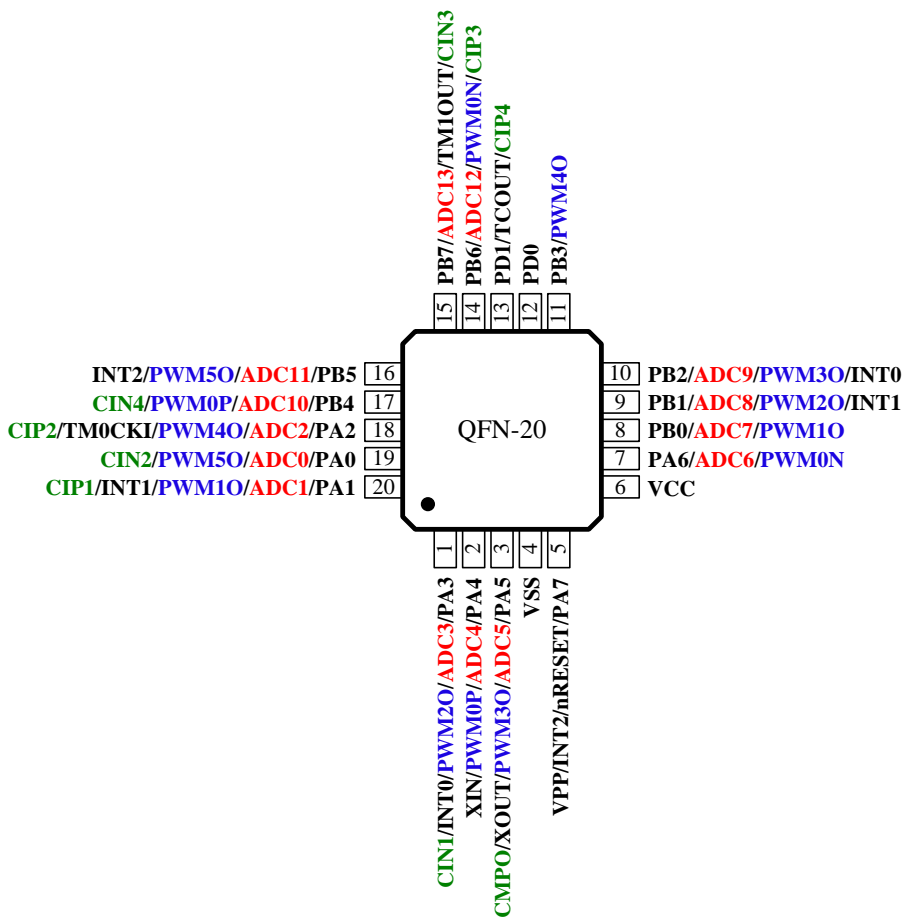 PB7/ADC13/TM1OUT/CIN3
PB6/ADC12/PWM0N/CIP3
PD1/TCOUT/CIP4
PD0
PB3/PWM4O
15
14
13
12
11
INT2/PWM5O/ADC11/PB5 16
CIN4/PWM0P/ADC10/PB4 17
CIP2/TM0CKI/PWM4O/ADC2/PA2 18
CIN2/PWM5O/ADC0/PA0 19
CIP1/INT1/PWM1O/ADC1/PA1 20
QFN-20
10 PB2/ADC9/PWM3O/INT0
9 PB1/ADC8/PWM2O/INT1
8 PB0/ADC7/PWM1O
7 PA6/ADC6/PWM0N
6 VCC
1
2
3
4
5
CIN1/INT0/PWM2O/ADC3/PA3
XIN/PWM0P/ADC4/PA4
CMPO/XOUT/PWM3O/ADC5/PA5
VSS
VPP/INT2/nRESET/PA7